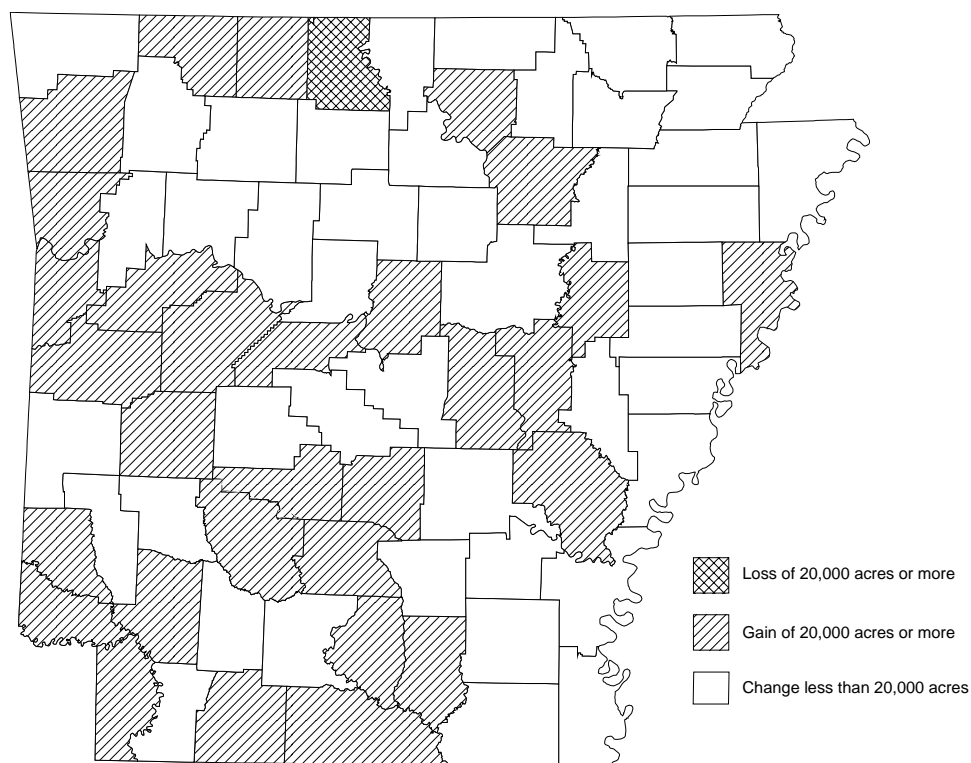 Loss of 20,000 acres or more
Gain of 20,000 acres or more
Change less than 20,000 acres